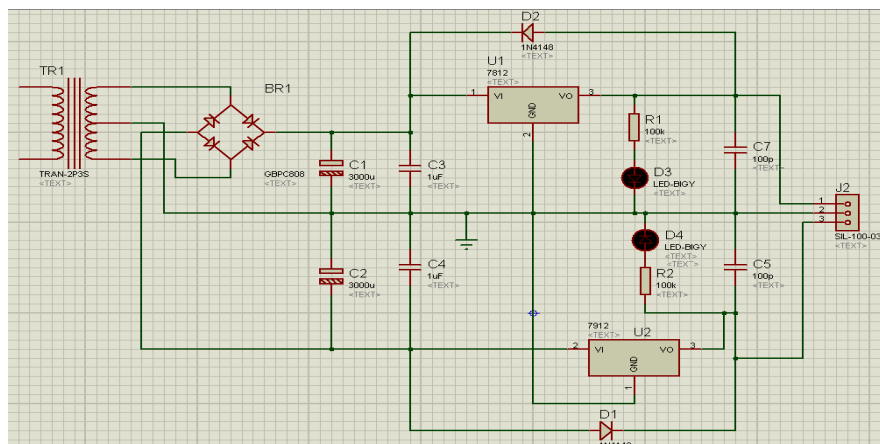 TR1
TRAN-2P3S
<TEXT>
BR1
GBPC808
<TEXT>
C1
3000u
<TEXT>
C2
3000u
<TEXT>
C3
1uF
<TEXT>
C4
1uF
<TEXT>
D2
1N4148
<TEXT>
U1
7812
<TEXT>
1
VI
VO
3
GND
2
R1
100k
<TEXT>
D3
LED-BIGY
<TEXT>
C7
100p
<TEXT>
J2
1
2
3
SIL-100-03
<TEXT>
D4
LED-BIGY
<TEXT>
<TEXT>
R2
100k
<TEXT>
C5
100p
<TEXT>
U2
7912
<TEXT>
2
VI
VO
3
GND
1
D1